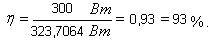 η = 300 Вт / 323,7064 Вт = 0,93 = 93 % .